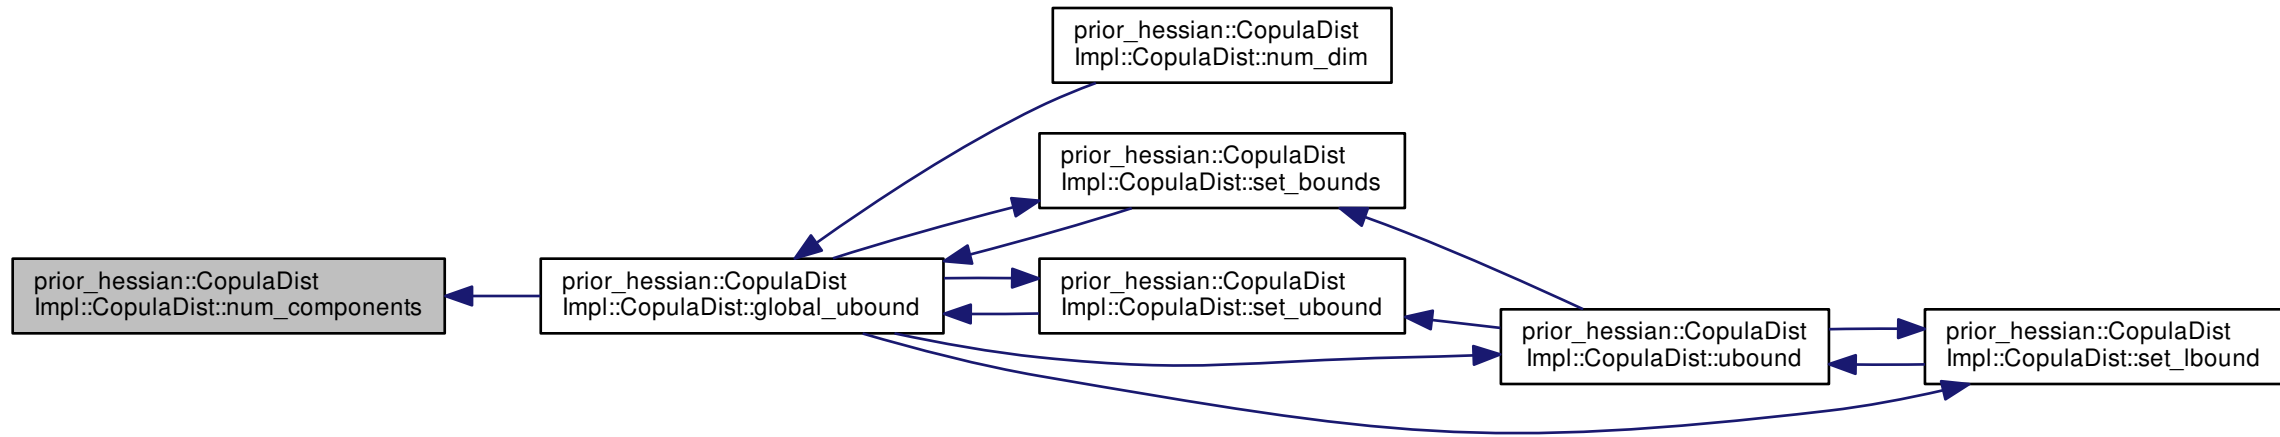 prior_hessian::CopulaDist
Impl::CopulaDist::num_dim
prior_hessian::CopulaDist
Impl::CopulaDist::set_bounds
prior_hessian::CopulaDist
Impl::CopulaDist::num_components
prior_hessian::CopulaDist
Impl::CopulaDist::global_ubound
prior_hessian::CopulaDist
Impl::CopulaDist::set_ubound
prior_hessian::CopulaDist
Impl::CopulaDist::ubound
prior_hessian::CopulaDist
Impl::CopulaDist::set_lbound